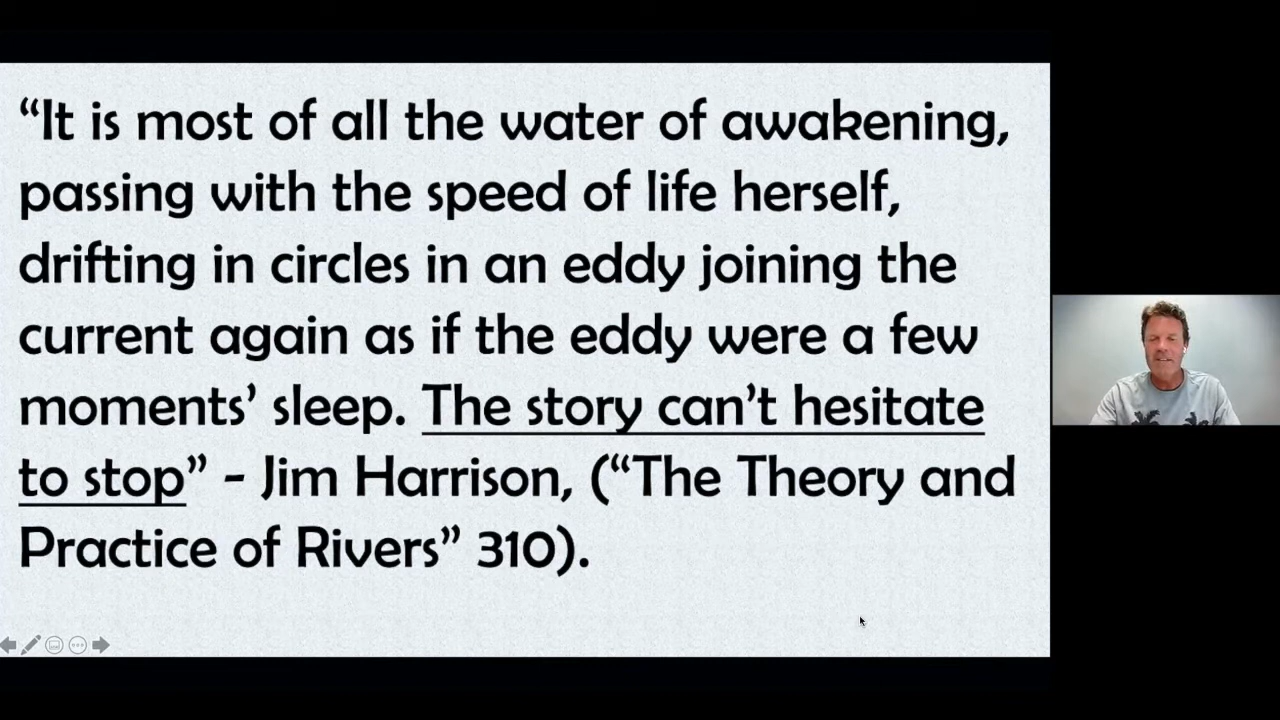 “It is most of all the water of awakening,
passing with the speed of life herself,
drifting in circles in an eddy joining the
current again as if the eddy were a few
moments’ sleep. The story can’t hesitate
to stop” - Jim Harrison, (“The Theory and
Practice of Rivers” 310).